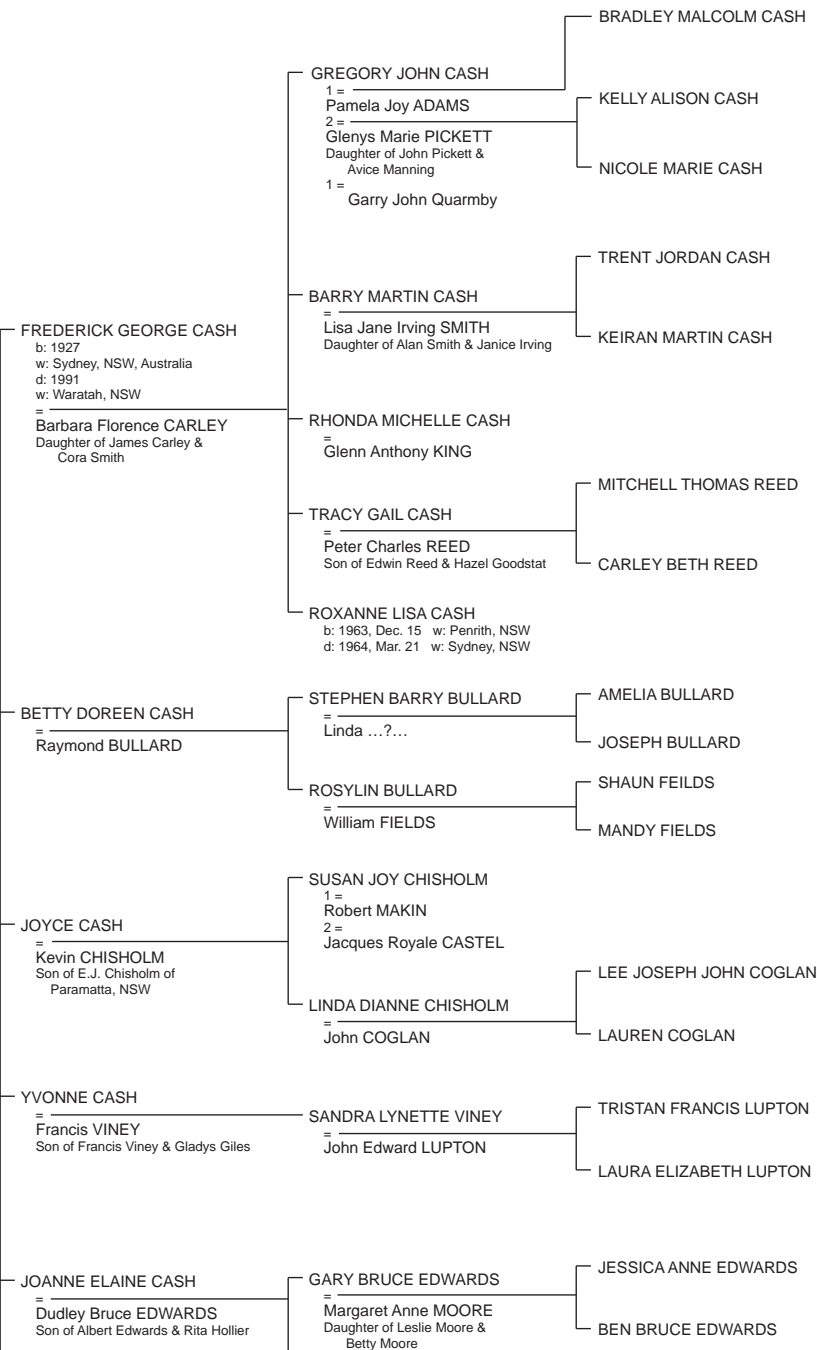 BRADLEY MALCOLM CASH
GREGORY JOHN CASH
1 =
Pamela Joy ADAMS
2 =
Glenys Marie PICKETT
Daughter of John Pickett &
Avice Manning
1 =
Garry John Quarmby
KELLY ALISON CASH
NICOLE MARIE CASH
TRENT JORDAN CASH
BARRY MARTIN CASH
=
Lisa Jane Irving SMITH
Daughter of Alan Smith & Janice Irving
KEIRAN MARTIN CASH
FREDERICK GEORGE CASH
b: 1927
w: Sydney, NSW, Australia
d: 1991
w: Waratah, NSW
=
Barbara Florence CARLEY
Daughter of James Carley &
Cora Smith
RHONDA MICHELLE CASH
=
Glenn Anthony KING
MITCHELL THOMAS REED
TRACY GAIL CASH
=
Peter Charles REED
Son of Edwin Reed & Hazel Goodstat
CARLEY BETH REED
ROXANNE LISA CASH
b: 1963, Dec. 15 w: Penrith, NSW
d: 1964, Mar. 21 w: Sydney, NSW
BETTY DOREEN CASH
=
Raymond BULLARD
STEPHEN BARRY BULLARD
=
Linda …?…
AMELIA BULLARD
JOSEPH BULLARD
ROSYLIN BULLARD
=
William FIELDS
SHAUN FEILDS
MANDY FIELDS
JOYCE CASH
=
Kevin CHISHOLM
Son of E.J. Chisholm of
Paramatta, NSW
SUSAN JOY CHISHOLM
1 =
Robert MAKIN
2 =
Jacques Royale CASTEL
LINDA DIANNE CHISHOLM
=
John COGLAN
LEE JOSEPH JOHN COGLAN
LAUREN COGLAN
YVONNE CASH
=
Francis VINEY
Son of Francis Viney & Gladys Giles
SANDRA LYNETTE VINEY
=
John Edward LUPTON
TRISTAN FRANCIS LUPTON
LAURA ELIZABETH LUPTON
JOANNE ELAINE CASH
=
Dudley Bruce EDWARDS
Son of Albert Edwards & Rita Hollier
GARY BRUCE EDWARDS
=
Margaret Anne MOORE
Daughter of Leslie Moore &
Betty Moore
JESSICA ANNE EDWARDS
BEN BRUCE EDWARDS